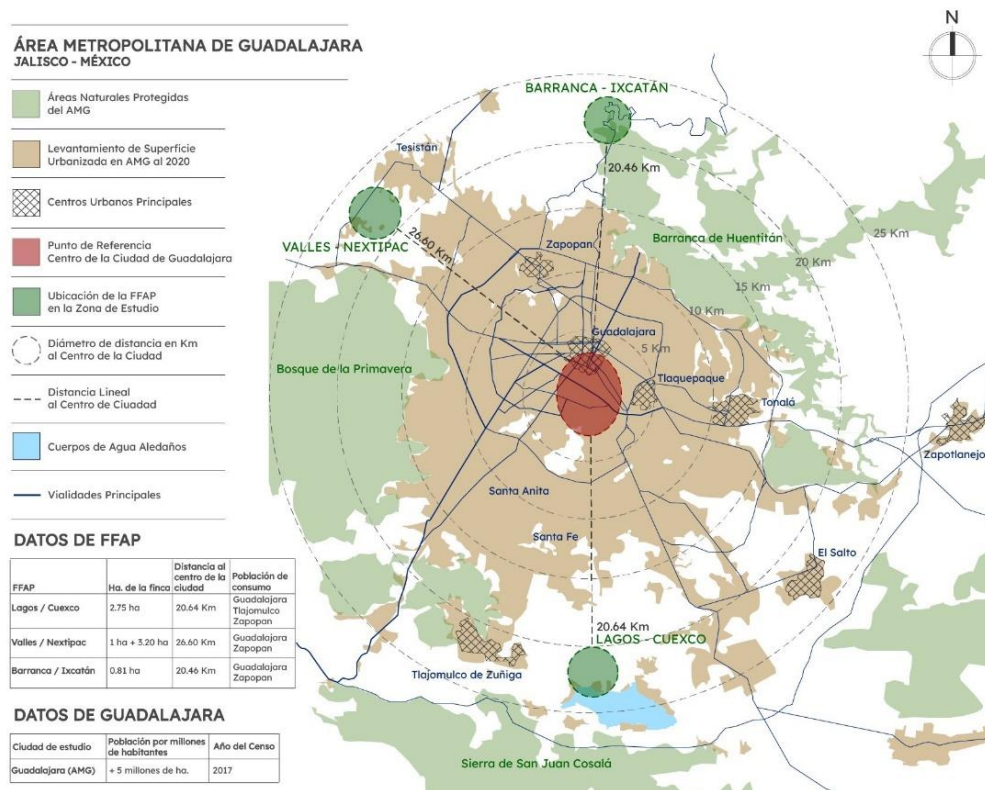 ÁREA METROPOLITANA DE GUADALAJARA
JALISCO - MÉXICO
Áreas Naturales Protegidas
del AMG
Levantamiento de Superficie
Urbanizada en AMG al 2020
Centros Urbanos Principales
Punto de Referencia
Centro de la Ciudad de Guadalajara
Ubicación de la FFAP
en la Zona de Estudio
Diámetro de distancia en Km
al Centro de la Ciudad
Distancia Lineal
al Centro de Ciuadad
Cuerpos de Agua Aledaños
Vialidades Principales
DATOS DE FFAP
FFAP
Ha. de la finca
Distancia al
centro de la
ciudad
Población de
consumo
Lagos / Cuexco
2.75 ha
20.64 Km
Guadalajara
Tlajomulco
Zapopan
Valles / Nextipac
1 ha + 3.20 ha
26.60 Km
Guadalajara
Zapopan
Barranca / Ixcatán
0.81 ha
20.46 Km
Guadalajara
Zapopan
DATOS DE GUADALAJARA
Ciudad de estudio
Población por millones
de habitantes
Año del Censo
Guadalajara (AMG)
+ 5 millones de ha.
2017
N
BARRANCA - IXCATÁN
Tesistán
20.46 Km
VALLES - NEXTIPAC
26.60 Km
Zapopan
Barranca de Huentitán
25 Km
20 Km
15 Km
10 Km
Guadalajara
5 Km
Bosque de la Primavera
Tlaquepaque
Tonalá
Zapotlanejo
Santa Anita
Santa Fe
El Salto
20.64 Km
LAGOS - CUEXCO
Tlajomulco de Zuñiga
Sierra de San Juan Cosalá